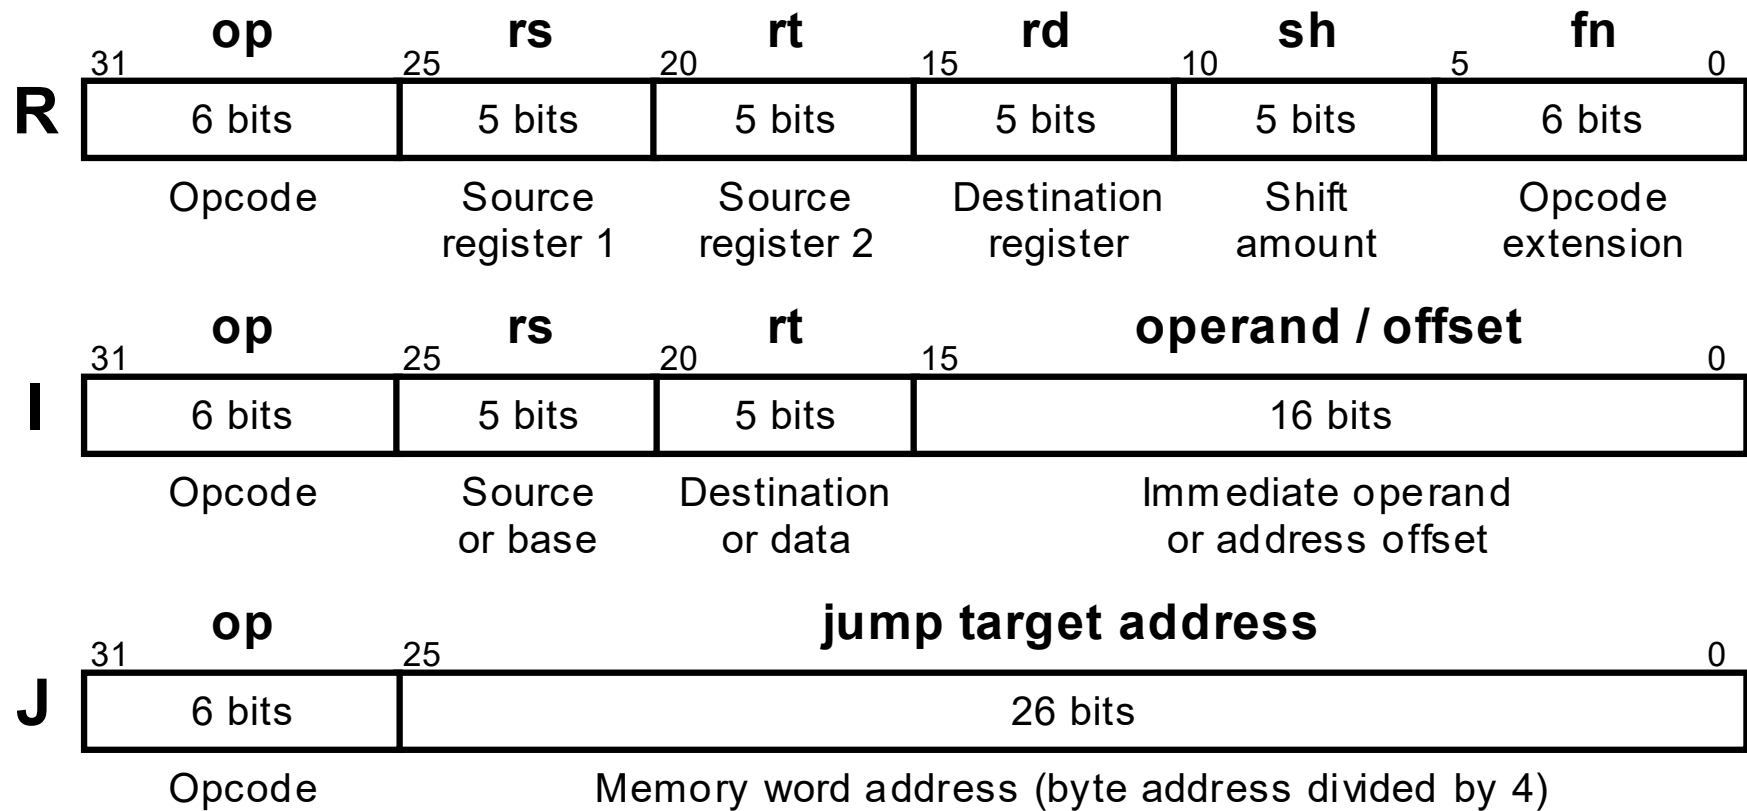 op rs rt rd sh fn
31 25 20 15 10 5 0
R 6 bits 5 bits 5 bits 5 bits 5 bits 6 bits
Opcode Source Source Destination Shift Opcode
register 1 register 2 register amount extension
op rs rt operand / offset
31 25 20 15 0
I 6 bits 5 bits 5 bits 16 bits
Opcode Source Destination Immediate operand
or base or data or address offset
op jump target address
31 25 0
J 6 bits 26 bits
Opcode Memory word address (byte address divided by 4)